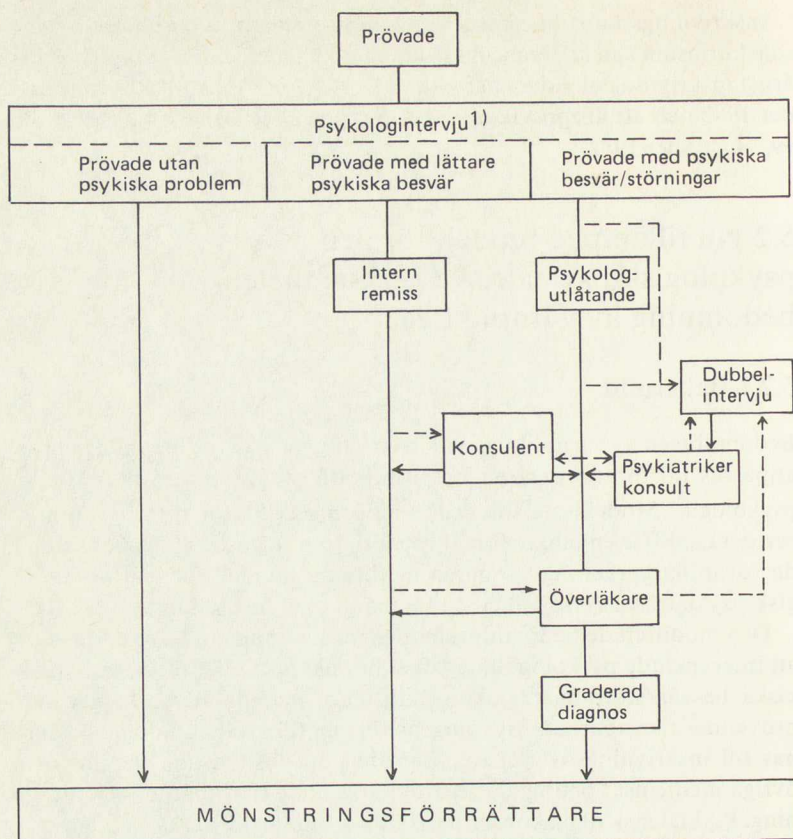 Prövade
Psykologintervju1)
Prövade utan
psykiska problem
Prövade med lättare
psykiska besvär
Prövade med psykiska
besvär/störningar
Intern
remiss
Psykolog-
utlåtande
Dubbel-
intervju
Konsulent
Psykiatriker
konsult
Överläkare
Graderad
diagnos
MÖNSTRINGSFÖRRÄTTARE